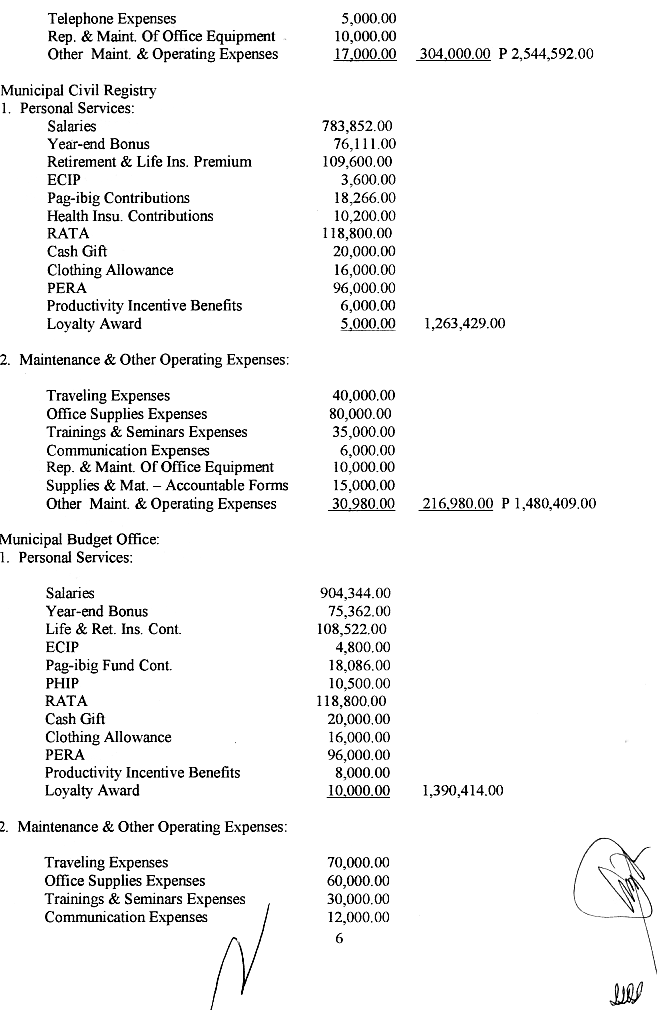 Telephone Expenses 5,000.00
Rep. & Maint. Of Office Equipment 10,000.00
Other Maint. & Operating Expenses 17,000.00 304,000.00 P 2,544,592.00
Municipal Civil Registry
1. Personal Services:
Salaries 783,852.00
Year-end Bonus 76,111.00
Retirement & Life Ins. Premium 109,600.00
ECIP 3,600.00
Pag-ibig Contributions 18,266.00
Health Insu. Contributions 10,200.00
RATA 118,800.00
Cash Gift 20,000.00
Clothing Allowance 16,000.00
PERA 96,000.00
Productivity Incentive Benefits 6,000.00
Loyalty Award 5,000.00 1,263,429.00
2. Maintenance & Other Operating Expenses:
Traveling Expenses 40,000.00
Office Supplies Expenses 80,000.00
Trainings & Seminars Expenses 35,000.00
Communication Expenses 6,000.00
Rep. & Maint. Of Office Equipment 10,000.00
Supplies & Mat. – Accountable Forms 15,000.00
Other Maint. & Operating Expenses 30,980.00 216,980.00 P 1,480,409.00
Municipal Budget Office:
1. Personal Services:
Salaries 904,344.00
Year-end Bonus 75,362.00
Life & Ret. Ins. Cont. 108,522.00
ECIP 4,800.00
Pag-ibig Fund Cont. 18,086.00
PHIP 10,500.00
RATA 118,800.00
Cash Gift 20,000.00
Clothing Allowance 16,000.00
PERA 96,000.00
Productivity Incentive Benefits 8,000.00
Loyalty Award 10,000.00 1,390,414.00
2. Maintenance & Other Operating Expenses:
Traveling Expenses 70,000.00
Office Supplies Expenses 60,000.00
Trainings & Seminars Expenses 30,000.00
Communication Expenses 12,000.00
6